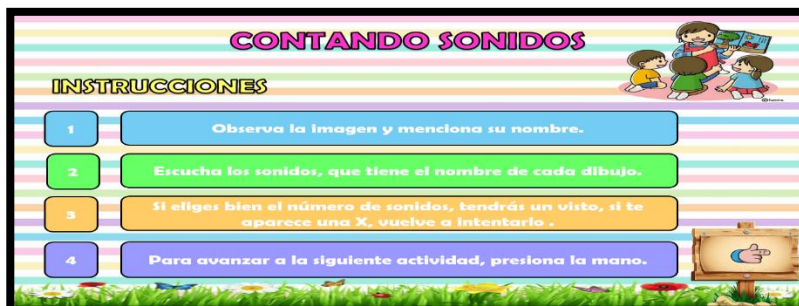 CONTANDO SONIDOS
INSTRUCCIONES
1
Observa la imagen y menciona su nombre.
2
Escucha los sonidos, que tiene el nombre de cada dibujo.
3
Si eliges bien el número de sonidos, tendrás un visto, si te
aparece una X, vuelve a intentarlo .
4
Para avanzar a la siguiente actividad, presiona la mano.